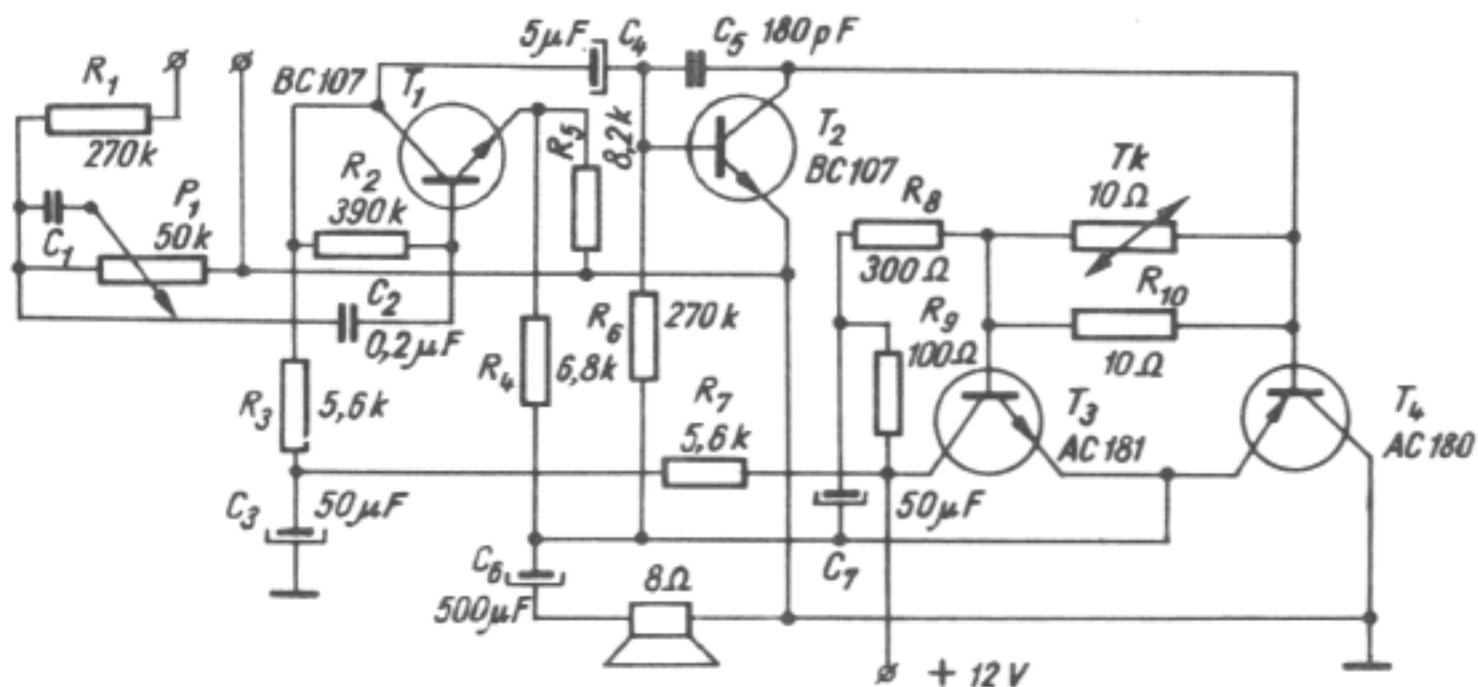 5μF C4 C5 180pF
R1 BC107 T1
270k
R5 8,2k
T2
BC107
Tk
10Ω
P1
50k
C1
R2
390k
R8
300Ω
C2
0,2μF
R6
270k
R9
100Ω
R10
10Ω
R3
5,6k
R4
6,8k
R7
5,6k
T3
AC181
T4
AC180
C3
50μF
50μF
C7
C6
500μF
8Ω
+ 12V